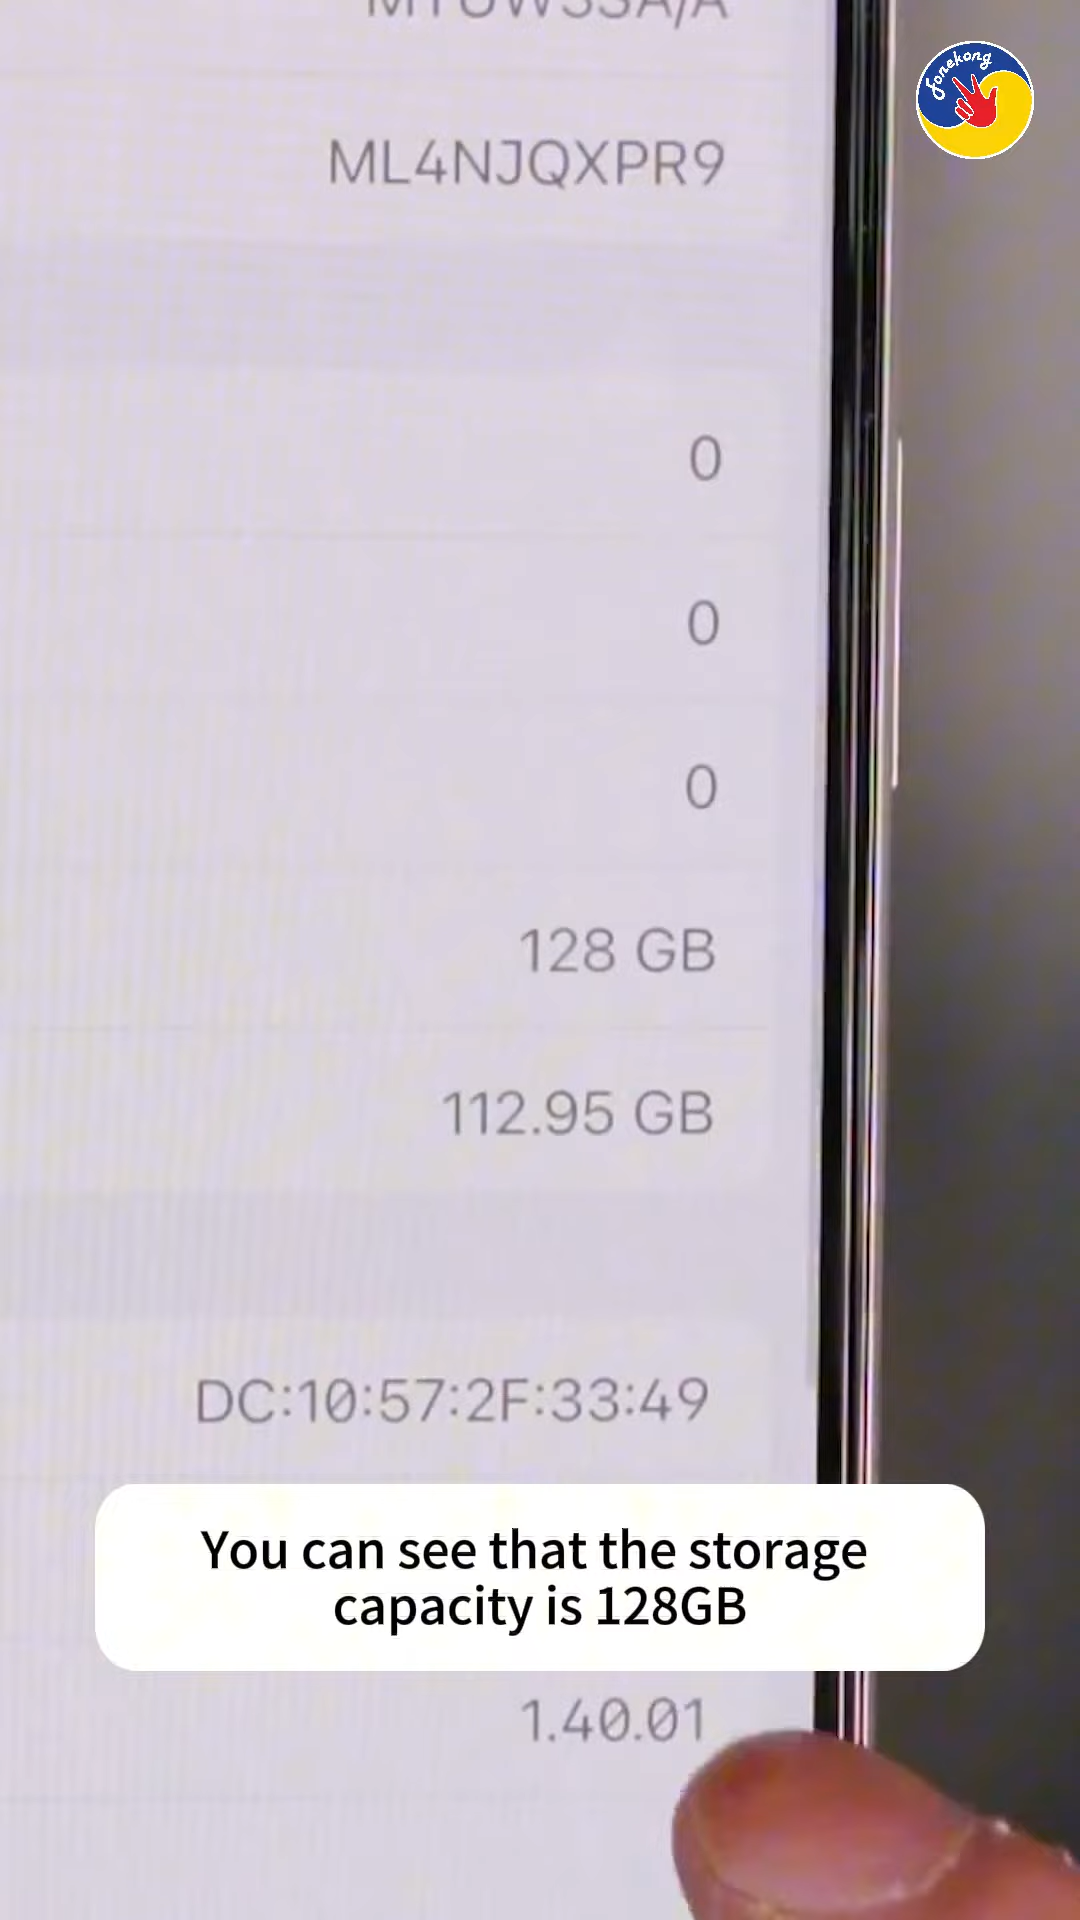 fonekong
ML4NJQXPR9
0
0
0
128 GB
112.95 GB
DC:10:57:2F:33:49
You can see that the storage
capacity is 128GB
1.40.01